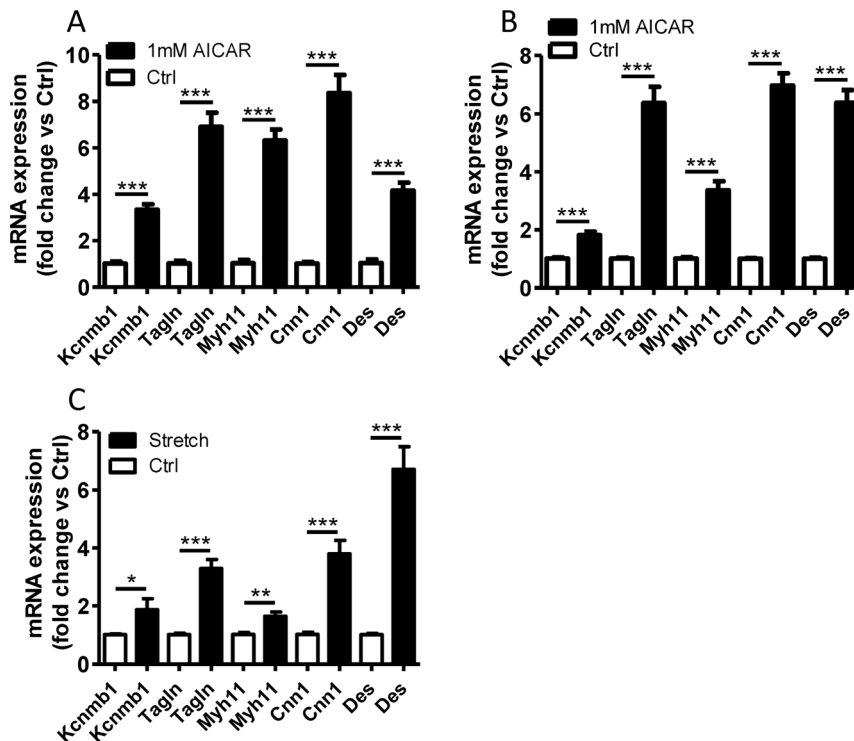 A
1mM AICAR
Ctrl
mRNA expression
(fold change vs Ctrl)
10
8
6
4
2
0
***
***
***
***
***
Kcnmb1
Kcnmb1
Tagln
Tagln
Myh11
Myh11
Cnn1
Cnn1
Des
Des
B
1mM AICAR
Ctrl
mRNA expression
(fold change vs Ctrl)
8
6
4
2
0
***
***
***
***
***
Kcnmb1
Kcnmb1
Tagln
Tagln
Myh11
Myh11
Cnn1
Cnn1
Des
Des
C
Stretch
Ctrl
mRNA expression
(fold change vs Ctrl)
8
6
4
2
0
*
***
**
***
***
Kcnmb1
Kcnmb1
Tagln
Tagln
Myh11
Myh11
Cnn1
Cnn1
Des
Des